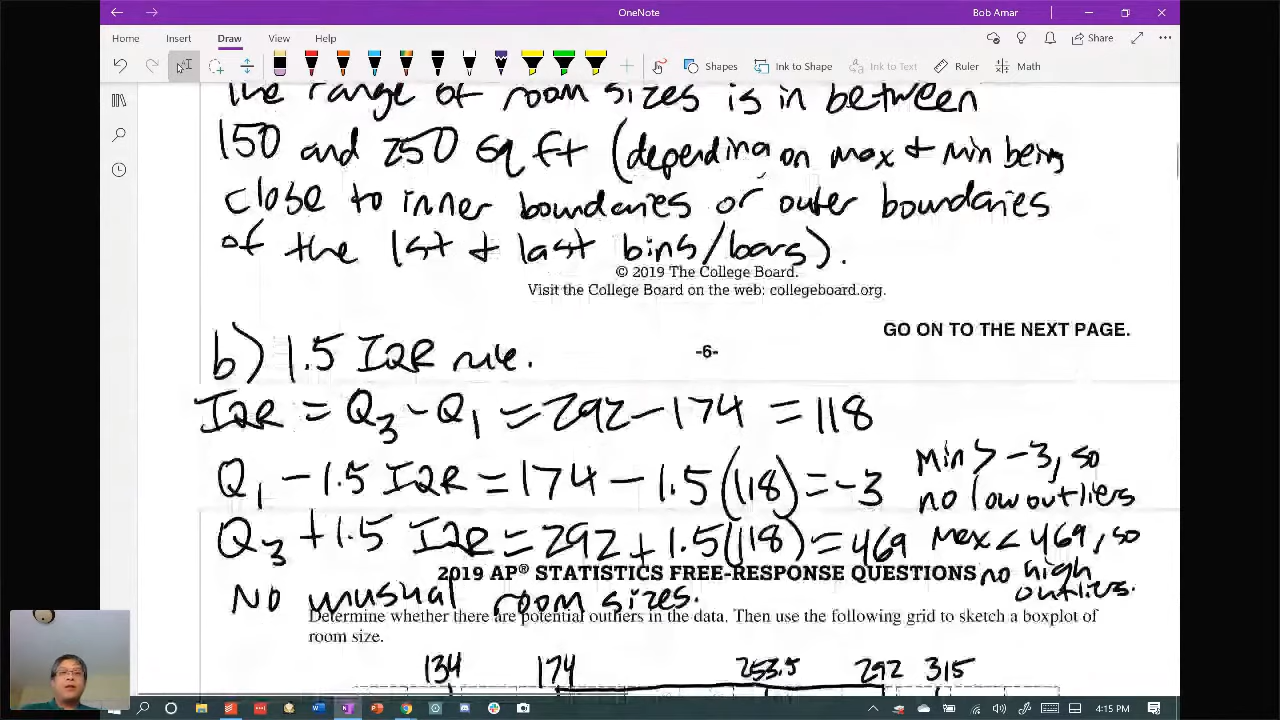 OneNote
Bob Amar
Home Insert Draw View Help
Share
Shapes Ink to Shape Ink to Text Ruler Math
The range of room sizes is in between
150 and 250 sq ft (depending on max + min being
close to inner boundaries or outer boundaries
of the 1st + last bins/bars).
© 2019 The College Board.
Visit the College Board on the web: collegeboard.org.
GO ON TO THE NEXT PAGE.
-6-
b) 1.5 IQR rule.
IQR = Q3 - Q1 = 292 - 174 = 118
Q1 - 1.5 IQR = 174 - 1.5(118) = -3
Min > -3, so
no low outliers
Q3 + 1.5 IQR = 292 + 1.5(118) = 469
Max < 469, so
no high
outliers.
2019 AP® STATISTICS FREE-RESPONSE QUESTIONS
No unusual room sizes.
Determine whether there are potential outliers in the data. Then use the following grid to sketch a boxplot of
room size.
134 174 253.5 292 315
4:15 PM